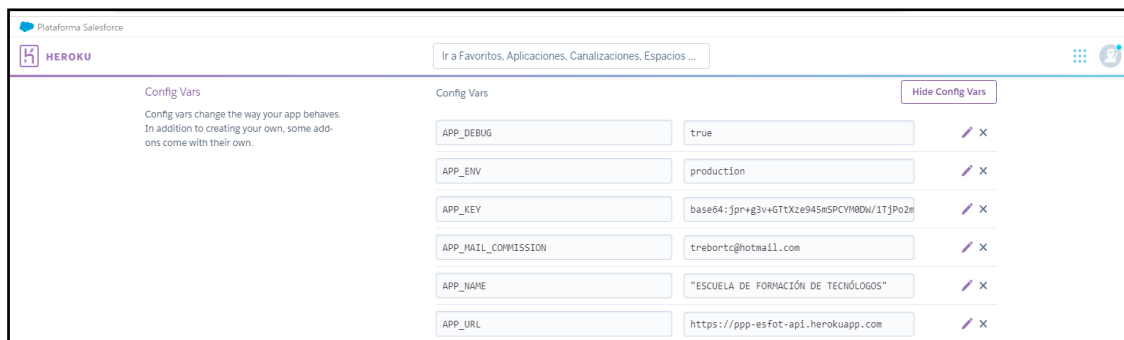 Plataforma Salesforce
HEROKU
Ir a Favoritos, Aplicaciones, Canalizaciones, Espacios ...
Config Vars
Config vars change the way your app behaves.
In addition to creating your own, some add-
ons come with their own.
Config Vars
Hide Config Vars
APP_DEBUG true
APP_ENV production
APP_KEY base64:jpr+g3v+GTtXze945mSPCYM0DW/1TjPo2m
APP_MAIL_COMMISSION trebortc@hotmail.com
APP_NAME "ESCUELA DE FORMACIÓN DE TECNÓLOGOS"
APP_URL https://ppp-esfot-api.herokuapp.com